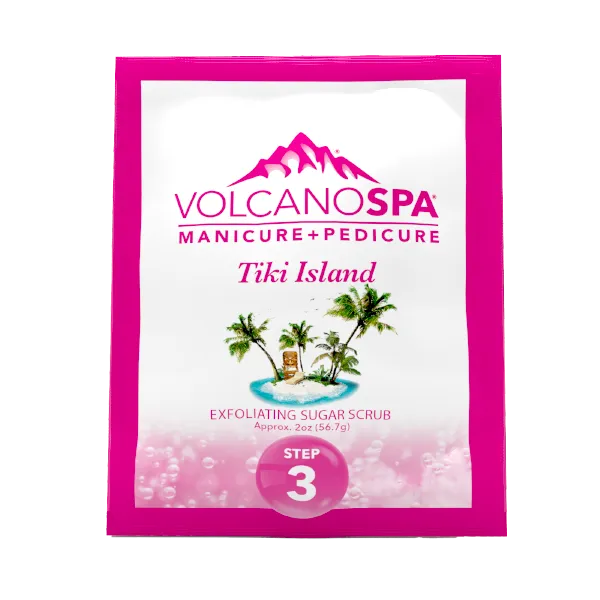 VOLCANOSPA®
MANICURE+PEDICURE
Tiki Island
EXFOLIATING SUGAR SCRUB
Approx. 2oz (56.7g)
STEP
3